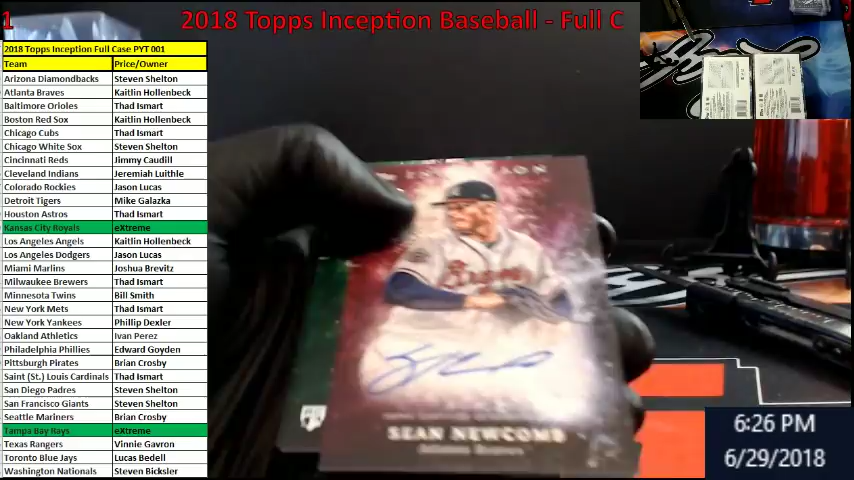 1
2018 Topps Inception Baseball - Full C
2018 Topps Inception Full Case PYT 001
Team Price/Owner
Arizona Diamondbacks Steven Shelton
Atlanta Braves Kaitlin Hollenbeck
Baltimore Orioles Thad Ismart
Boston Red Sox Kaitlin Hollenbeck
Chicago Cubs Thad Ismart
Chicago White Sox Steven Shelton
Cincinnati Reds Jimmy Caudill
Cleveland Indians Jeremiah Luithle
Colorado Rockies Jason Lucas
Detroit Tigers Mike Galazka
Houston Astros Thad Ismart
Kansas City Royals eXtreme
Los Angeles Angels Kaitlin Hollenbeck
Los Angeles Dodgers Jason Lucas
Miami Marlins Joshua Brevitz
Milwaukee Brewers Thad Ismart
Minnesota Twins Bill Smith
New York Mets Thad Ismart
New York Yankees Phillip Dexler
Oakland Athletics Ivan Perez
Philadelphia Phillies Edward Goyden
Pittsburgh Pirates Brian Crosby
Saint (St.) Louis Cardinals Thad Ismart
San Diego Padres Steven Shelton
San Francisco Giants Steven Shelton
Seattle Mariners Brian Crosby
Tampa Bay Rays eXtreme
Texas Rangers Vinnie Gavron
Toronto Blue Jays Lucas Bedell
Washington Nationals Steven Bicksler
Braves
SEAN NEWCOMB
6:26 PM
6/29/2018